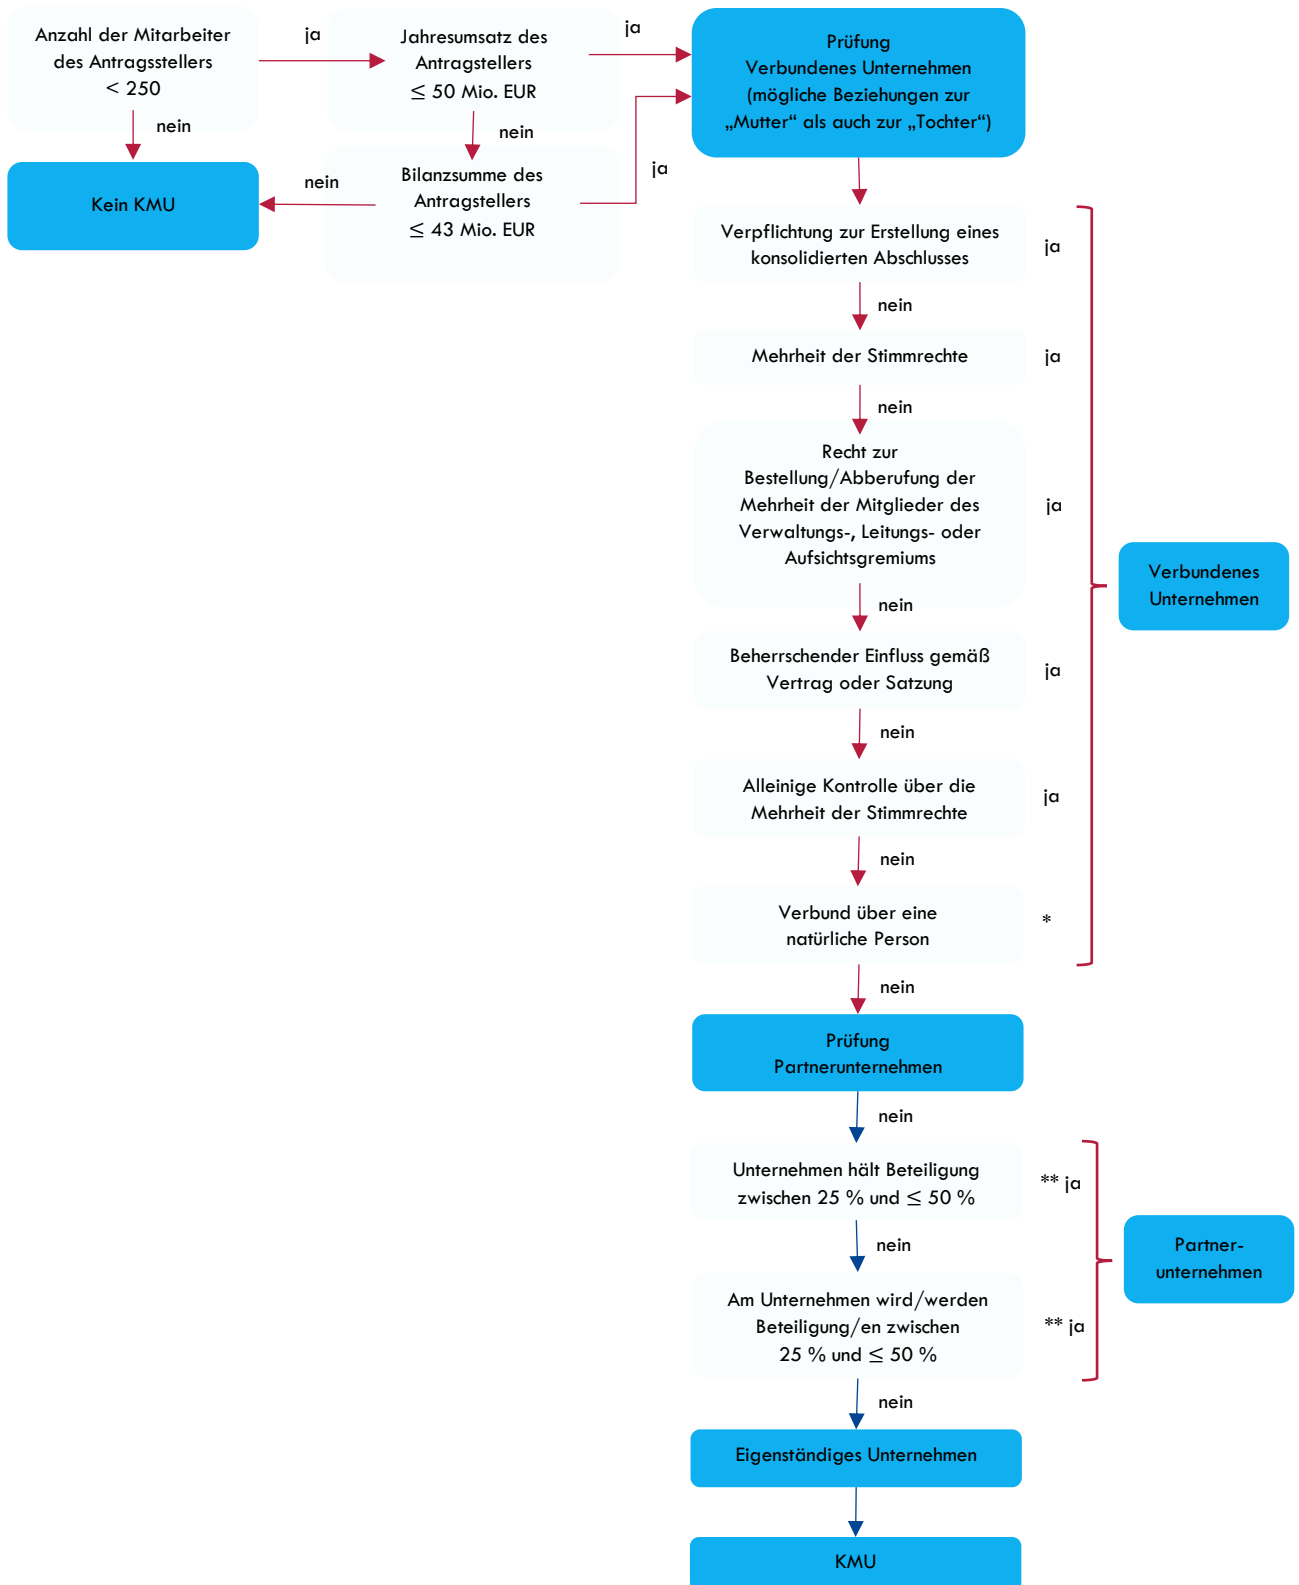 Anzahl der Mitarbeiter
des Antragsstellers
< 250
ja
nein
Jahresumsatz des
Antragstellers
≤ 50 Mio. EUR
ja
nein
Prüfung
Verbundenes Unternehmen
(mögliche Beziehungen zur
„Mutter“ als auch zur „Tochter“)
Kein KMU
nein
Bilanzsumme des
Antragstellers
≤ 43 Mio. EUR
ja
Verpflichtung zur Erstellung eines
konsolidierten Abschlusses
ja
nein
Mehrheit der Stimmrechte
ja
nein
Recht zur
Bestellung/Abberufung der
Mehrheit der Mitglieder des
Verwaltungs-, Leitungs- oder
Aufsichtsgremiums
ja
nein
Verbundenes
Unternehmen
Beherrschender Einfluss gemäß
Vertrag oder Satzung
ja
nein
Alleinige Kontrolle über die
Mehrheit der Stimmrechte
ja
nein
Verbund über eine
natürliche Person
*
nein
Prüfung
Partnerunternehmen
nein
Unternehmen hält Beteiligung
zwischen 25 % und ≤ 50 %
** ja
nein
Partner-
unternehmen
Am Unternehmen wird/werden
Beteiligung/en zwischen
25 % und ≤ 50 %
** ja
nein
Eigenständiges Unternehmen
KMU